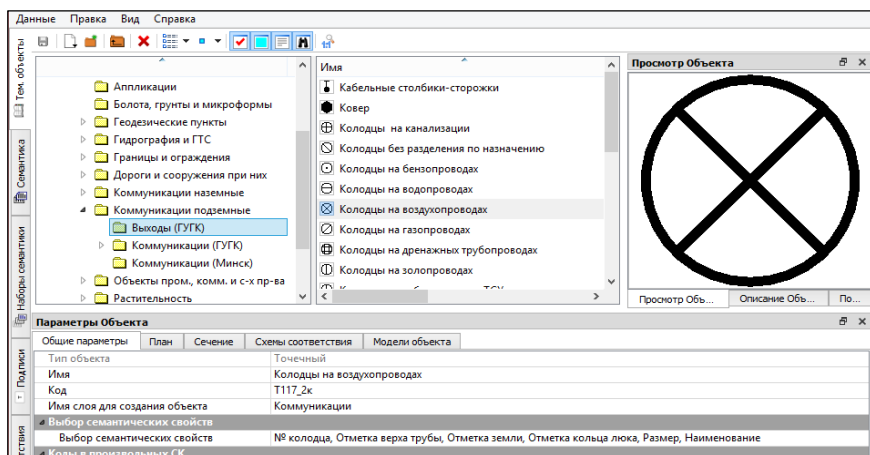 Данные Правка Вид Справка
Тем. объекты
Семантика
Наборы семантики
Подписи
Аппликации
Болота, грунты и микроформы
Геодезические пункты
Гидрография и ГТС
Границы и ограждения
Дороги и сооружения при них
Коммуникации наземные
Коммуникации подземные
Выходы (ГУГК)
Коммуникации (ГУГК)
Коммуникации (Минск)
Объекты пром., комм. и с-х пр-ва
Растительность
Имя
Кабельные столбики-сторожки
Ковер
Колодцы на канализации
Колодцы без разделения по назначению
Колодцы на бензопроводах
Колодцы на водопроводах
Колодцы на воздухопроводах
Колодцы на газопроводах
Колодцы на дренажных трубопроводах
Колодцы на золопроводах
Просмотр Объекта
Просмотр Объ... Описание Объ... По...
Параметры Объекта
Общие параметры План Сечение Схемы соответствия Модели объекта
Тип объекта Точечный
Имя Колодцы на воздухопроводах
Код Т117_2к
Имя слоя для создания объекта Коммуникации
Выбор семантических свойств
Выбор семантических свойств № колодца, Отметка верха трубы, Отметка земли, Отметка кольца люка, Размер, Наименование
Коды в произвольных СК